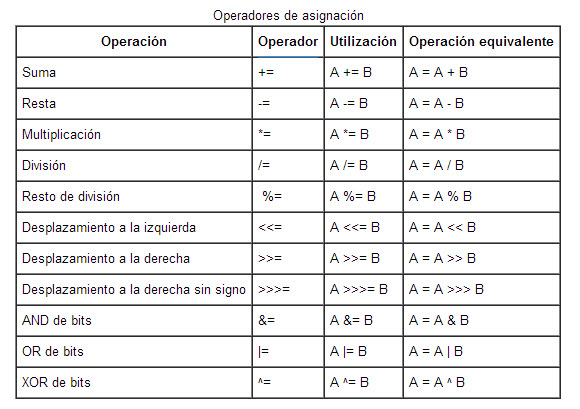 Operadores de asignación
Operación Operador Utilización Operación equivalente
Suma += A += B A = A + B
Resta -= A -= B A = A - B
Multiplicación *= A *= B A = A * B
División /= A /= B A = A / B
Resto de división %= A %= B A = A % B
Desplazamiento a la izquierda <<= A <<= B A = A << B
Desplazamiento a la derecha >>= A >>= B A = A >> B
Desplazamiento a la derecha sin signo >>>= A >>>= B A = A >>> B
AND de bits &= A &= B A = A & B
OR de bits |= A |= B A = A | B
XOR de bits ^= A ^= B A = A ^ B